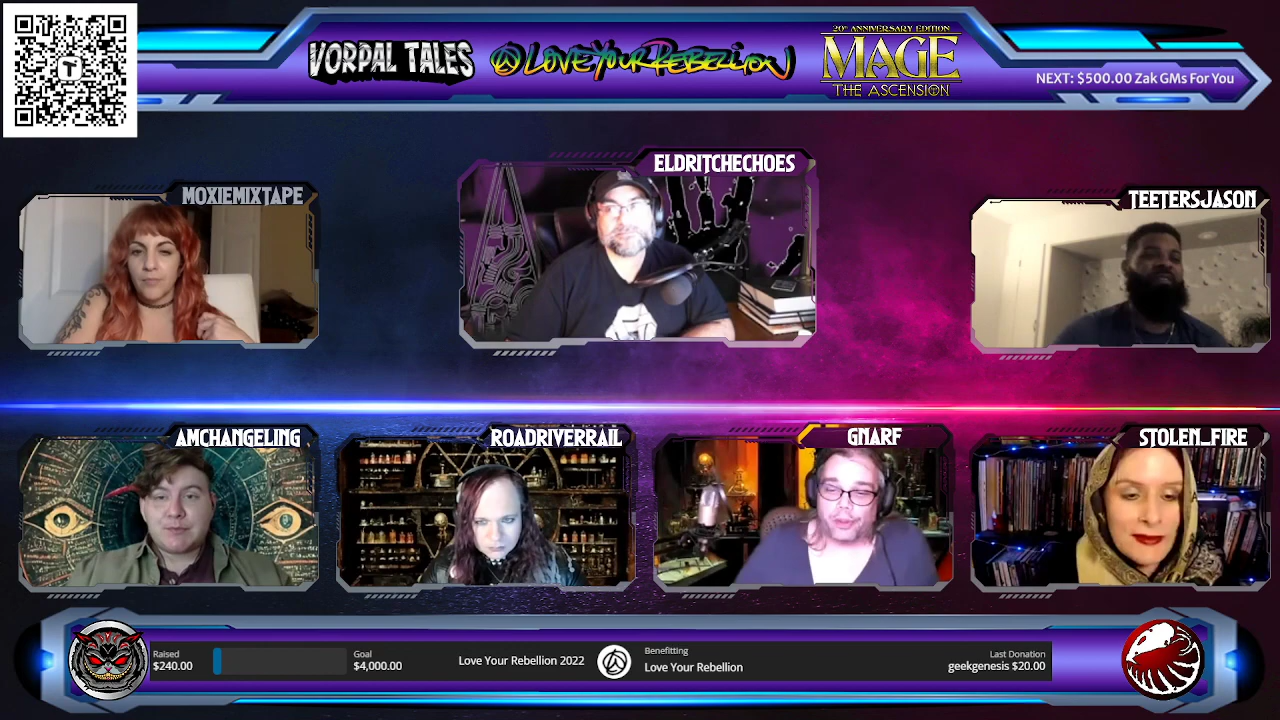 VORPAL TALES
LOVEYOURREBELLION
20TH ANNIVERSARY EDITION
MAGE
THE ASCENSION
NEXT: $500.00 Zak GMs For You
ELDRITCHECHOES
MOXIEMIXTAPE
TEETERSJASON
AMCHANGELING
ROADRIVERRAIL
GNARF
STOLEN_FIRE
Raised
$240.00
Goal
$4,000.00
Love Your Rebellion 2022
Benefitting
Love Your Rebellion
Last Donation
geekgenesis $20.00